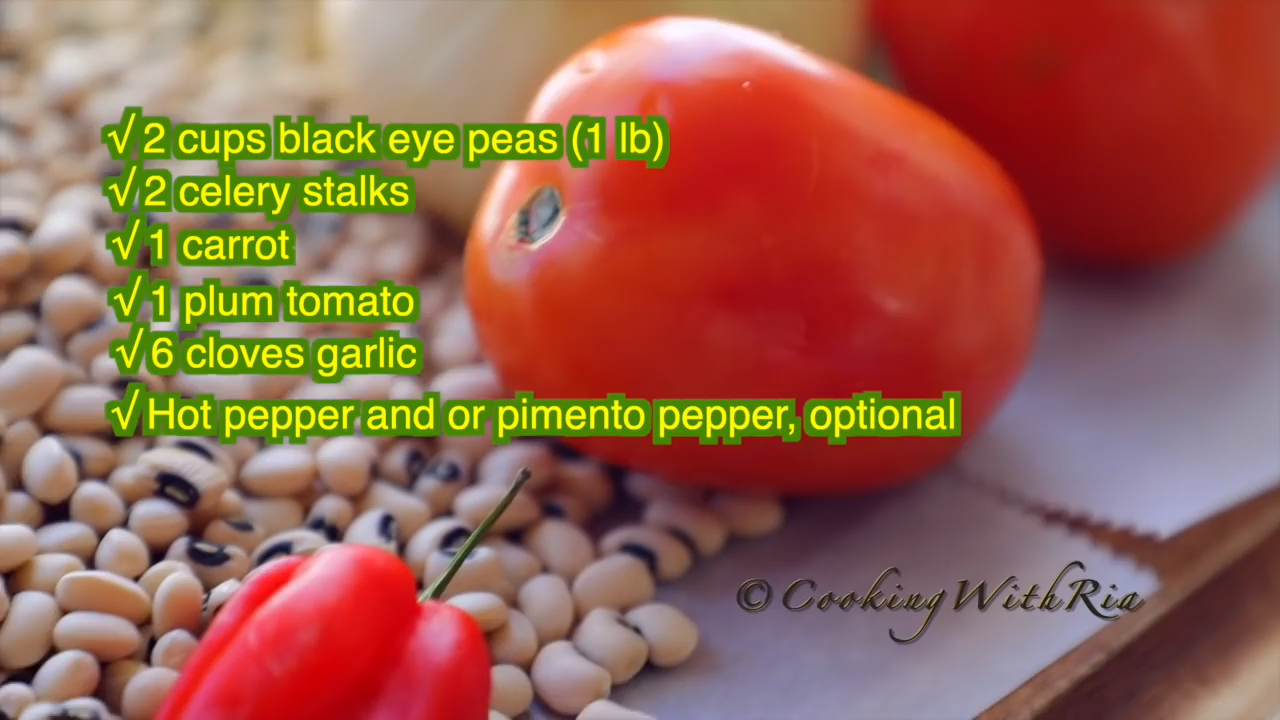 √ 2 cups black eye peas (1 lb)
√ 2 celery stalks
√ 1 carrot
√ 1 plum tomato
√ 6 cloves garlic
√ Hot pepper and or pimento pepper, optional
© CookingWithRia